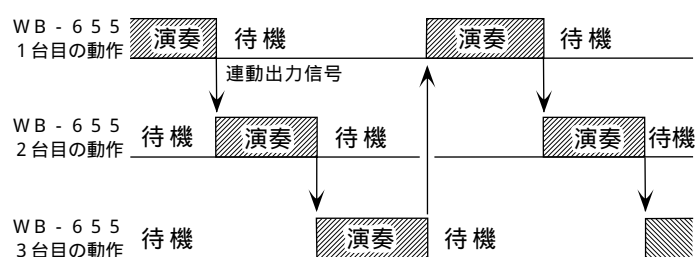 WB-655
1台目の動作
演奏 待機 演奏 待機
連動出力信号
WB-655
2台目の動作
待機 演奏 待機 演奏 待機
WB-655
3台目の動作
待機 演奏 待機